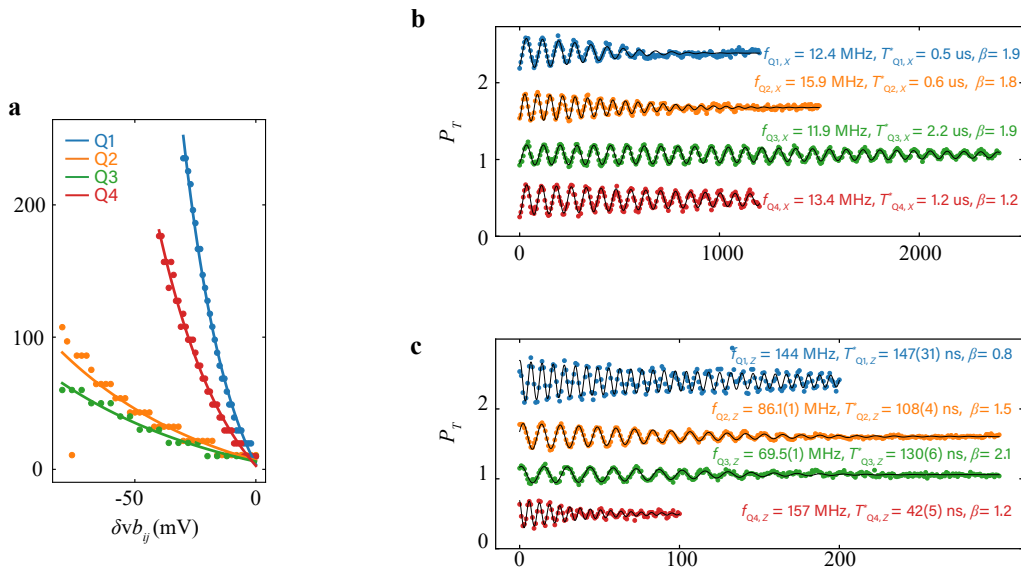 a
Q1
Q2
Q3
Q4
200
100
0
-50
0
δvb_ij (mV)
b
P_T
2
1
0
f_Q1,X = 12.4 MHz, T*_Q1,X = 0.5 us, β= 1.9
f_Q2,X = 15.9 MHz, T*_Q2,X = 0.6 us, β= 1.8
f_Q3,X = 11.9 MHz, T*_Q3,X = 2.2 us, β= 1.9
f_Q4,X = 13.4 MHz, T*_Q4,X = 1.2 us, β= 1.2
0
1000
2000
c
P_T
2
1
0
f_Q1,Z = 144 MHz, T*_Q1,Z = 147(31) ns, β= 0.8
f_Q2,Z = 86.1(1) MHz, T*_Q2,Z = 108(4) ns, β= 1.5
f_Q3,Z = 69.5(1) MHz, T*_Q3,Z = 130(6) ns, β= 2.1
f_Q4,Z = 157 MHz, T*_Q4,Z = 42(5) ns, β= 1.2
0
100
200